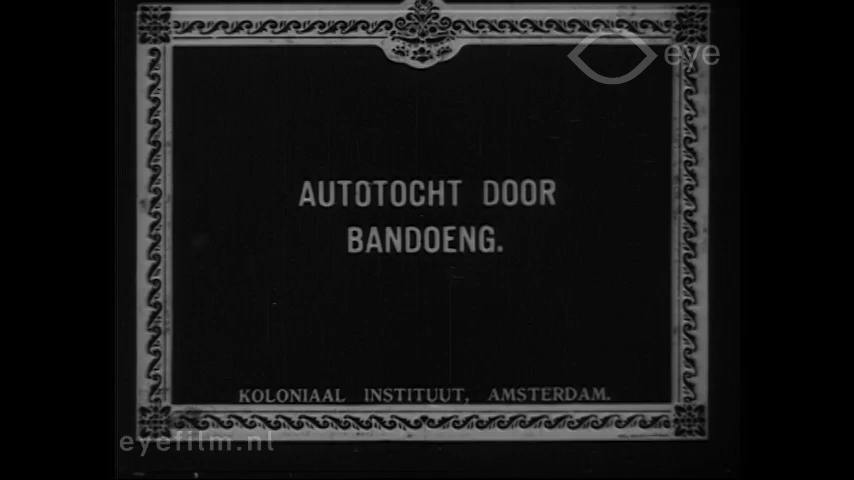 eye
AUTOTOCHT DOOR
BANDOENG.
KOLONIAAL INSTITUUT, AMSTERDAM.
eyefilm.nl